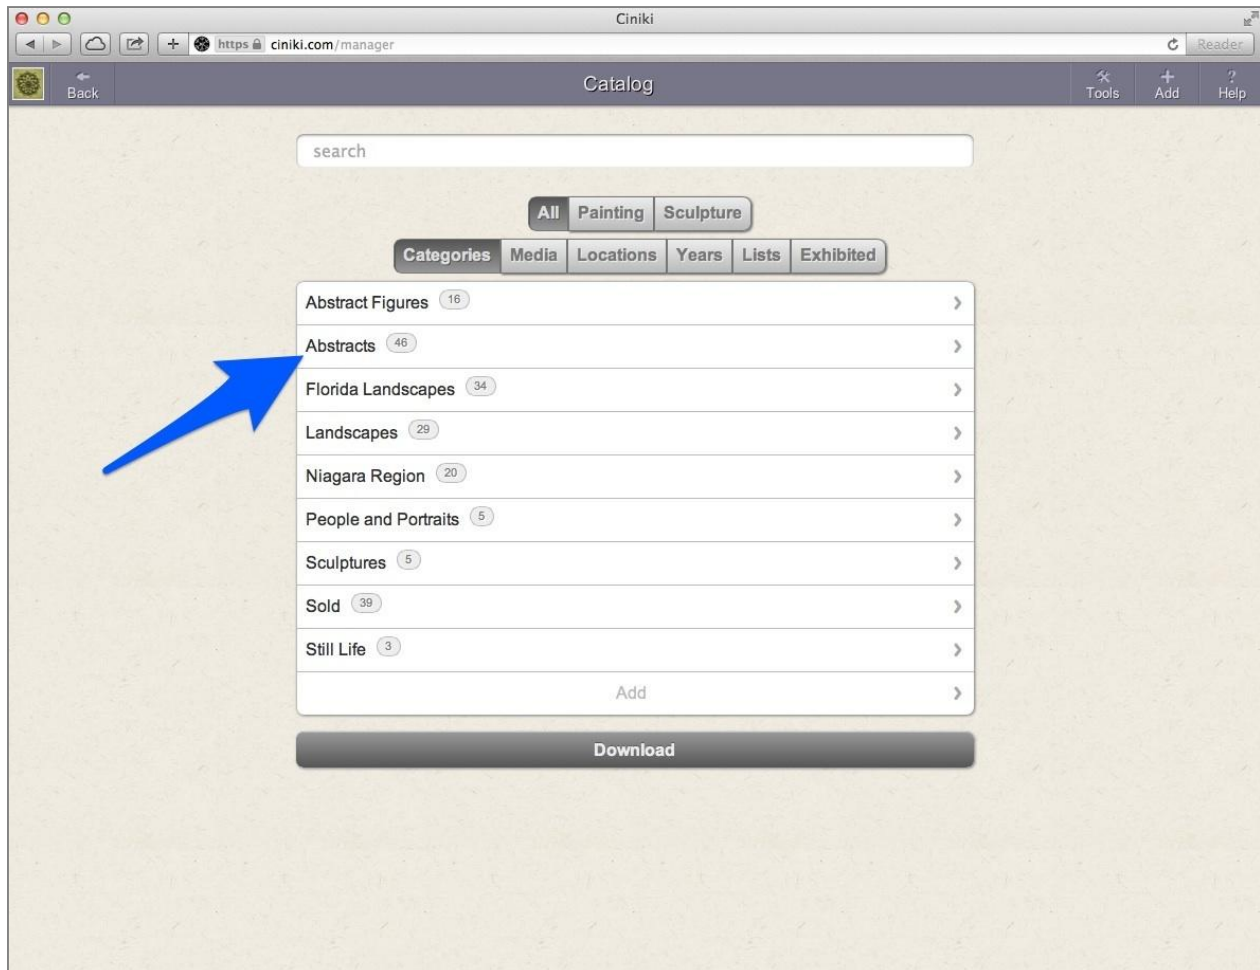 Ciniki
https ciniki.com/manager Reader
Back Catalog Tools Add Help
search
All Painting Sculpture
Categories Media Locations Years Lists Exhibited
Abstract Figures 16
Abstracts 46
Florida Landscapes 34
Landscapes 29
Niagara Region 20
People and Portraits 5
Sculptures 5
Sold 39
Still Life 3
Add
Download